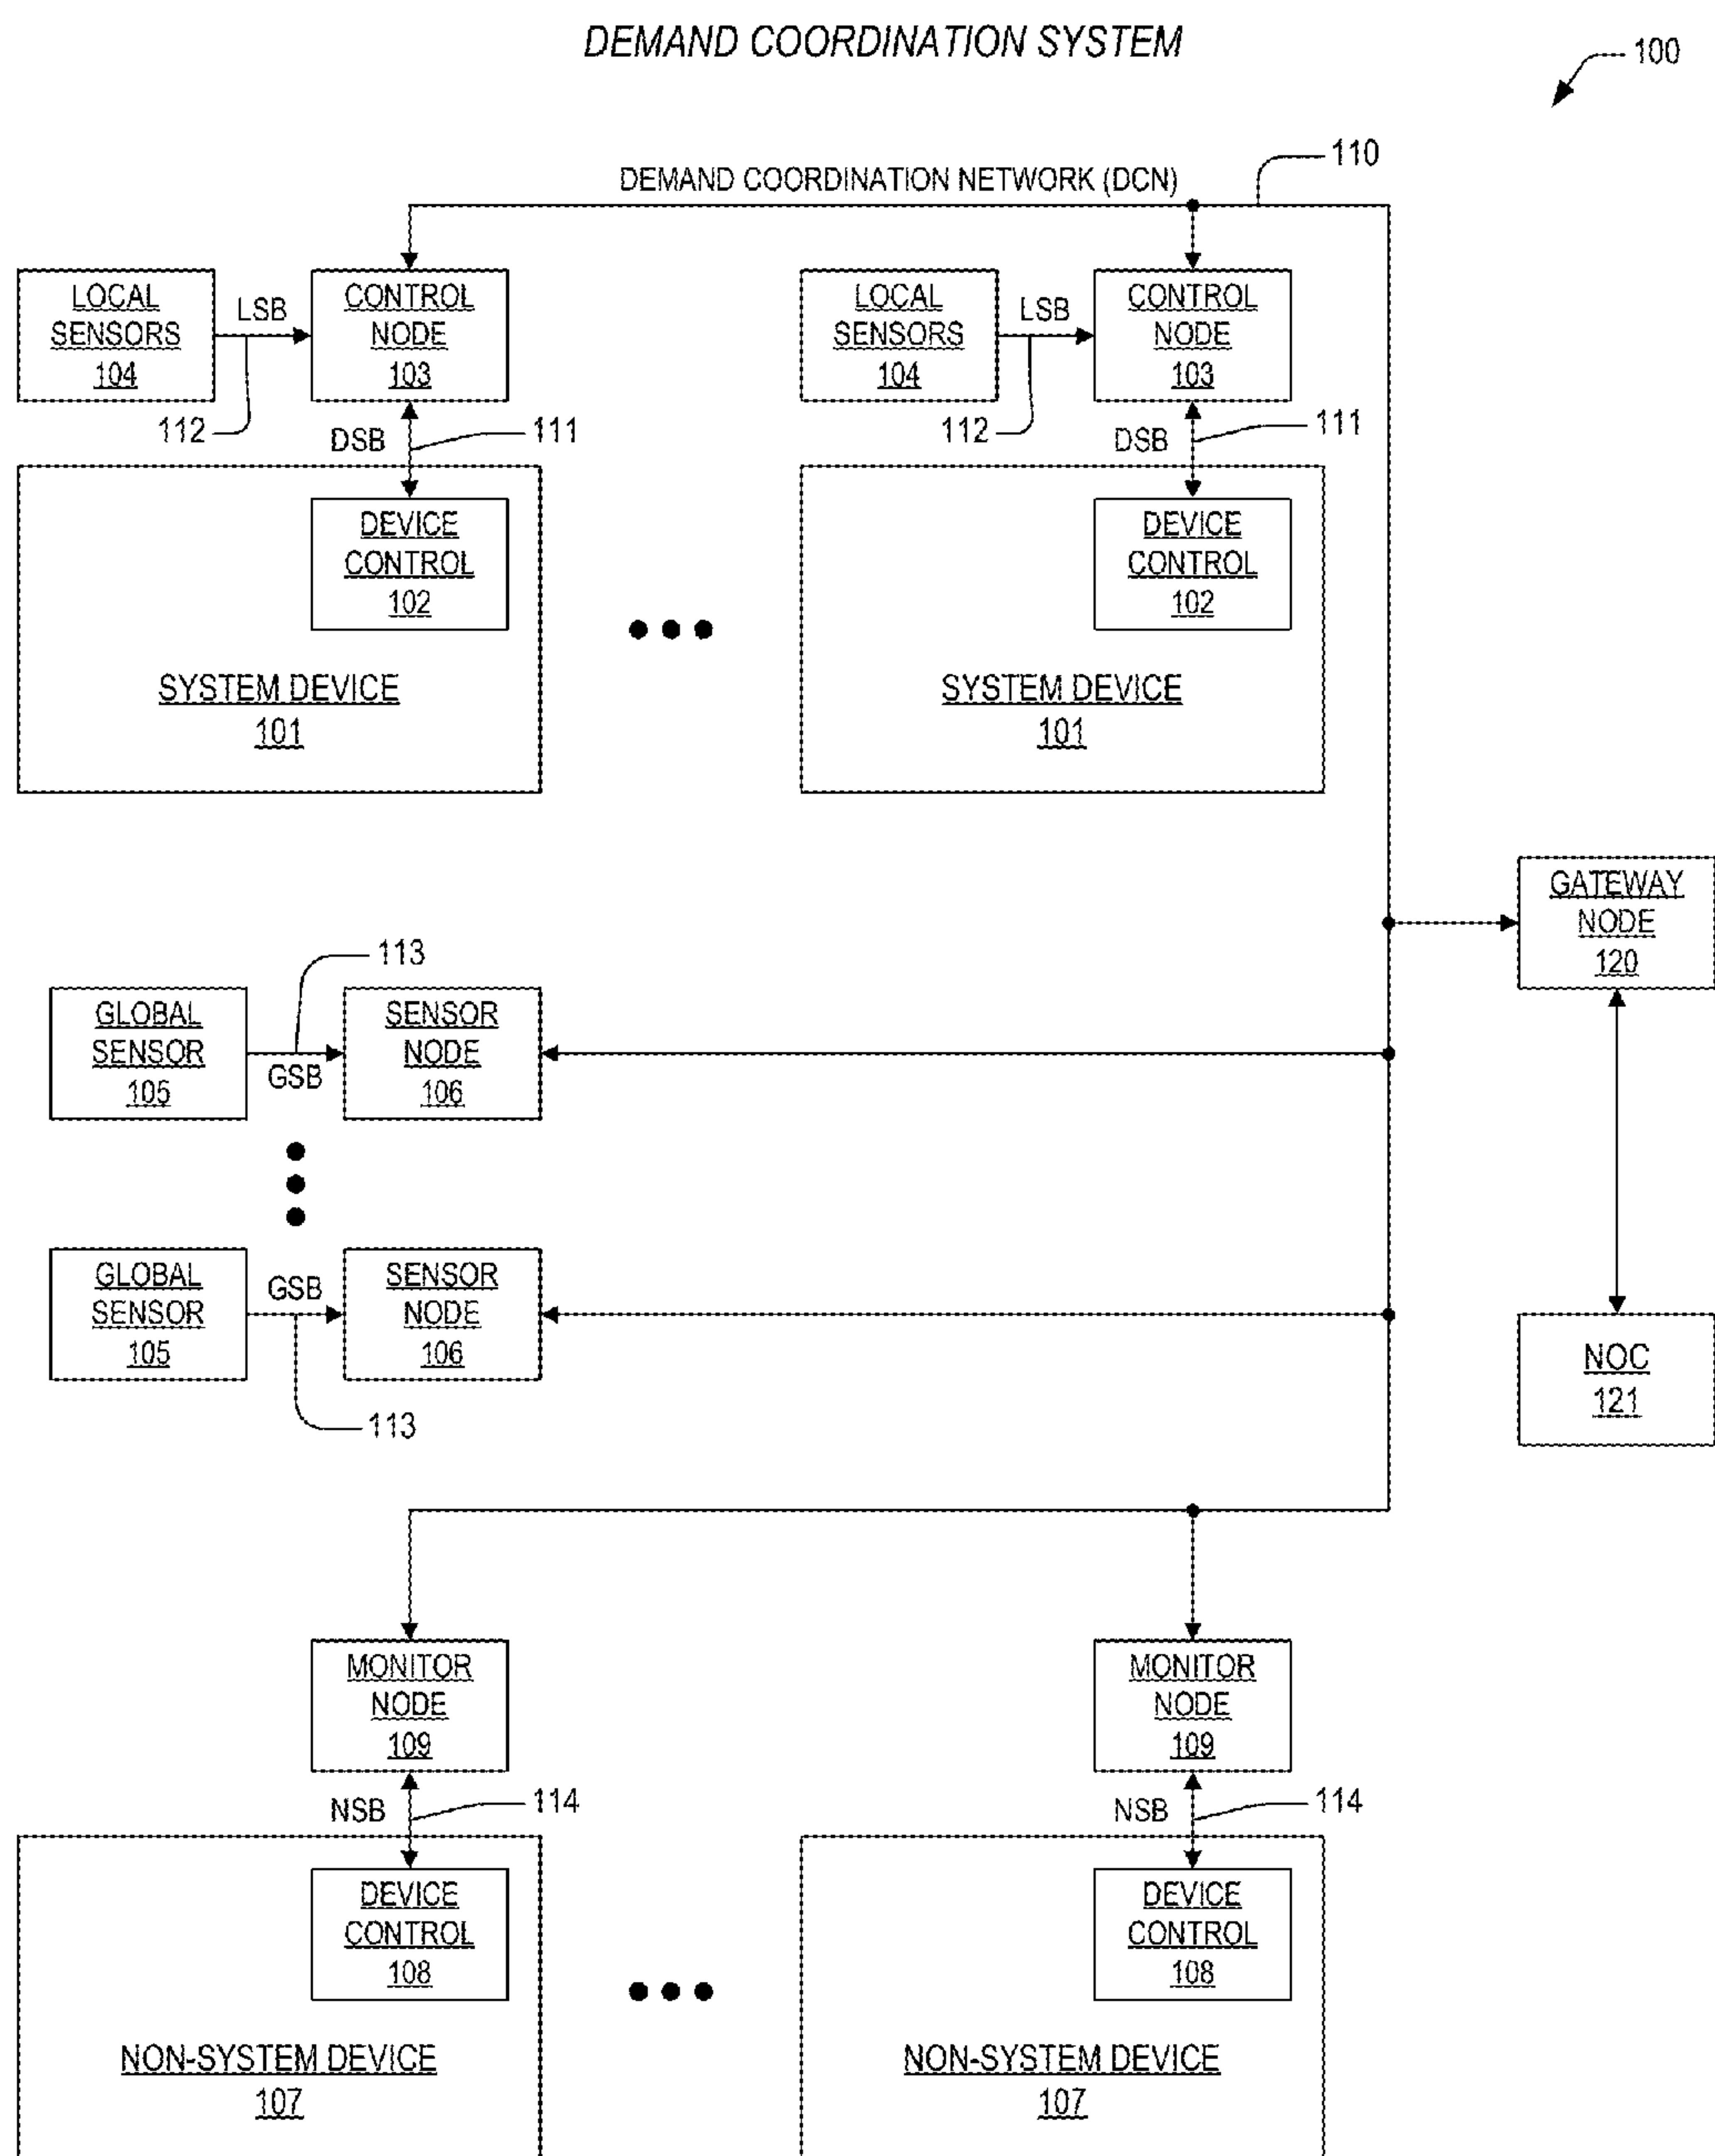 DEMAND COORDINATION SYSTEM
100
110
DEMAND COORDINATION NETWORK (DCN)
LOCAL
SENSORS
104
LSB
112
CONTROL
NODE
103
DSB
111
DEVICE
CONTROL
102
SYSTEM DEVICE
101
LOCAL
SENSORS
104
LSB
112
CONTROL
NODE
103
DSB
111
DEVICE
CONTROL
102
SYSTEM DEVICE
101
GATEWAY
NODE
120
113
GLOBAL
SENSOR
105
GSB
SENSOR
NODE
106
GLOBAL
SENSOR
105
GSB
SENSOR
NODE
106
113
NOC
121
MONITOR
NODE
109
NSB
114
DEVICE
CONTROL
108
NON-SYSTEM DEVICE
107
MONITOR
NODE
109
NSB
114
DEVICE
CONTROL
108
NON-SYSTEM DEVICE
107